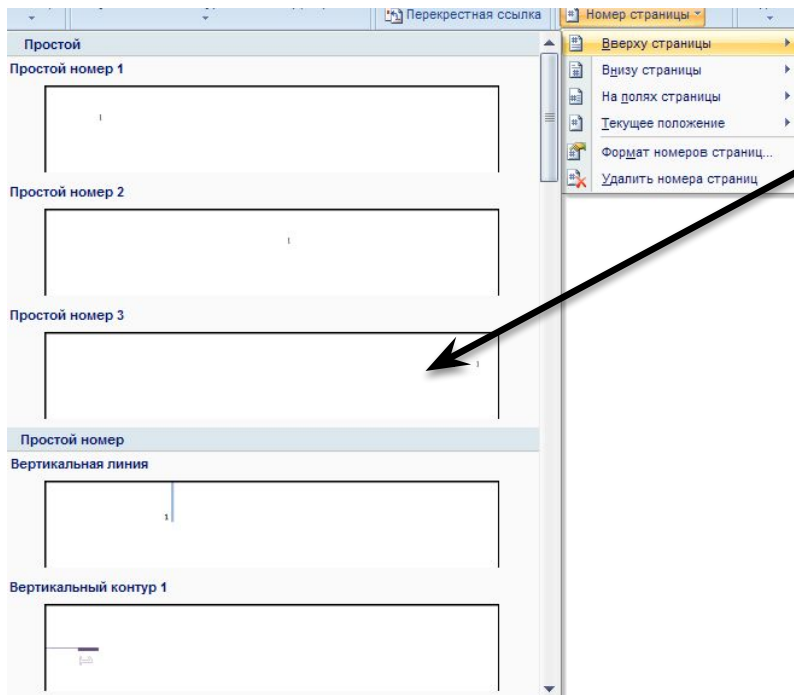 Перекрестная ссылка
Номер страницы
Вверху страницы
Внизу страницы
На полях страницы
Текущее положение
Формат номеров страниц...
Удалить номера страниц
Простой
Простой номер 1
1
Простой номер 2
1
Простой номер 3
1
Простой номер
Вертикальная линия
1
Вертикальный контур 1